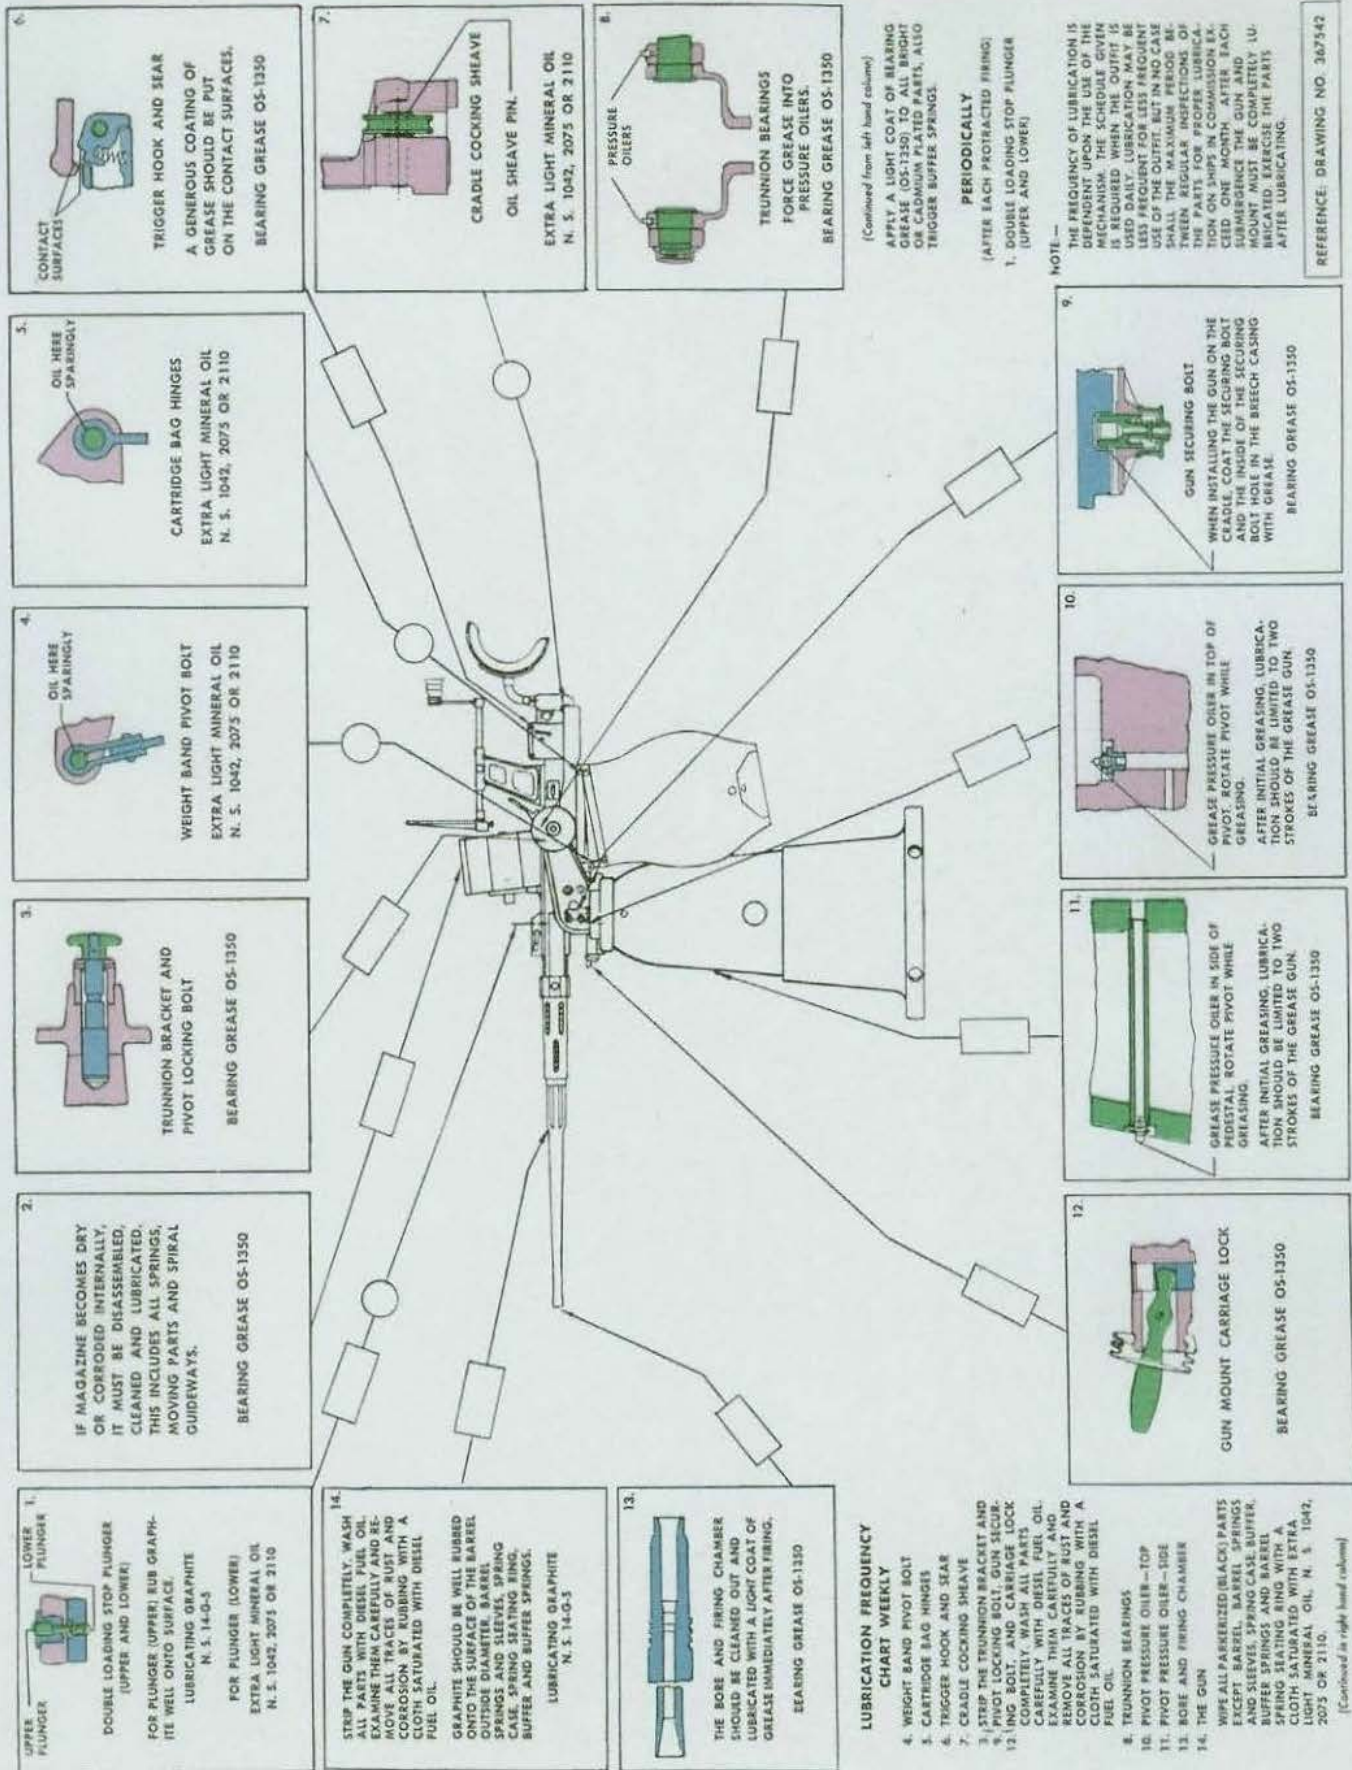 1.
UPPER
PLUNGER
LOWER
PLUNGER
DOUBLE LOADING STOP PLUNGER
(UPPER AND LOWER)
FOR PLUNGER (UPPER) RUB GRAPH-
ITE WELL ONTO SURFACE.
LUBRICATING GRAPHITE
N. S. 14-G-5
FOR PLUNGER (LOWER)
EXTRA LIGHT MINERAL OIL
N. S. 1042, 2075 OR 2110
2.
IF MAGAZINE BECOMES DRY
OR CORRODED INTERNALLY,
IT MUST BE DISASSEMBLED,
CLEANED AND LUBRICATED.
THIS INCLUDES ALL SPRINGS,
MOVING PARTS AND SPIRAL
GUIDEWAYS.
BEARING GREASE OS-1350
3.
TRUNNION BRACKET AND
PIVOT LOCKING BOLT
BEARING GREASE OS-1350
4.
OIL HERE
SPARINGLY
WEIGHT BAND PIVOT BOLT
EXTRA LIGHT MINERAL OIL
N. S. 1042, 2075 OR 2110
5.
OIL HERE
SPARINGLY
CARTRIDGE BAG HINGES
EXTRA LIGHT MINERAL OIL
N. S. 1042, 2075 OR 2110
6.
CONTACT
SURFACES
TRIGGER HOOK AND SEAR
A GENEROUS COATING OF
GREASE SHOULD BE PUT
ON THE CONTACT SURFACES.
BEARING GREASE OS-1350
7.
CRADLE COCKING SHEAVE
OIL SHEAVE PIN.
EXTRA LIGHT MINERAL OIL
N. S. 1042, 2075 OR 2110
8.
PRESSURE
OILERS
TRUNNION BEARINGS
FORCE GREASE INTO
PRESSURE OILERS.
BEARING GREASE OS-1350
9.
GUN SECURING BOLT
WHEN INSTALLING THE GUN ON THE
CRADLE, COAT THE SECURING BOLT
AND THE INSIDE OF THE SECURING
BOLT HOLE IN THE BREECH CASING
WITH GREASE.
BEARING GREASE OS-1350
10.
GREASE PRESSURE OILER IN TOP OF
PIVOT. ROTATE PIVOT WHILE
GREASING.
AFTER INITIAL GREASING, LUBRICA-
TION SHOULD BE LIMITED TO TWO
STROKES OF THE GREASE GUN.
BEARING GREASE OS-1350
11.
GREASE PRESSUCE OILER IN SIDE OF
PEDESTAL. ROTATE PIVOT WHILE
GREASING.
AFTER INITIAL GREASING, LUBRICA-
TION SHOULD BE LIMITED TO TWO
STROKES OF THE GREASE GUN.
BEARING GREASE OS-1350
12.
GUN MOUNT CARRIAGE LOCK
BEARING GREASE OS-1350
13.
THE BORE AND FIRING CHAMBER
SHOULD BE CLEANED OUT AND
LUBRICATED WITH A LIGHT COAT OF
GREASE IMMEDIATELY AFTER FIRING.
BEARING GREASE OS-1350
14.
STRIP THE GUN COMPLETELY. WASH
ALL PARTS WITH DIESEL FUEL OIL.
EXAMINE THEM CAREFULLY AND RE-
MOVE ALL TRACES OF RUST AND
CORROSION BY RUBBING WITH A
CLOTH SATURATED WITH DIESEL
FUEL OIL.
GRAPHITE SHOULD BE WELL RUBBED
ONTO THE SURFACE OF THE BARREL
OUTSIDE DIAMETER, BARREL
SPRINGS AND SLEEVES, SPRING
CASE, SPRING SEATING RING,
BUFFER AND BUFFER SPRINGS.
LUBRICATING GRAPHITE
N. S. 14-G-5
LUBRICATION FREQUENCY
CHART WEEKLY
4. WEIGHT BAND PIVOT BOLT
5. CARTRIDGE BAG HINGES
6. TRIGGER HOOK AND SEAR
7. CRADLE COCKING SHEAVE
3. STRIP THE TRUNNION BRACKET AND
9. PIVOT LOCKING BOLT, GUN SECUR-
12. ING BOLT, AND CARRIAGE LOCK
COMPLETELY. WASH ALL PARTS
CAREFULLY WITH DIESEL FUEL OIL.
EXAMINE THEM CAREFULLY AND
REMOVE ALL TRACES OF RUST AND
CORROSION BY RUBBING WITH A
CLOTH SATURATED WITH DIESEL
FUEL OIL.
8. TRUNNION BEARINGS
10. PIVOT PRESSURE OILER—TOP
11. PIVOT PRESSURE OILER—SIDE
13. BORE AND FIRING CHAMBER
14. THE GUN
WIPE ALL PARKERIZED (BLACK) PARTS
EXCEPT BARREL, BARREL SPRINGS
AND SLEEVES, SPRING CASE, BUFFER,
BUFFER SPRINGS AND BARREL
SPRING SEATING RING WITH A
CLOTH SATURATED WITH EXTRA
LIGHT MINERAL OIL, N. S. 1042,
2075 OR 2110.
(Continued in right hand column)
(Continued from left hand column)
APPLY A LIGHT COAT OF BEARING
GREASE (OS-1350) TO ALL BRIGHT
OR CADMIUM PLATED PARTS, ALSO
TRIGGER BUFFER SPRINGS.
PERIODICALLY
(AFTER EACH PROTRACTED FIRING)
1. DOUBLE LOADING STOP PLUNGER
(UPPER AND LOWER)
NOTE.—
THE FREQUENCY OF LUBRICATION IS
DEPENDENT UPON THE USE OF THE
MECHANISM. THE SCHEDULE GIVEN
IS REQUIRED WHEN THE OUTFIT IS
USED DAILY. LUBRICATION MAY BE
LESS FREQUENT FOR LESS FREQUENT
USE OF THE OUTFIT, BUT IN NO CASE
SHALL THE MAXIMUM PERIOD BE-
TWEEN REGULAR INSPECTIONS OF
THE PARTS FOR PROPER LUBRICA-
TION ON SHIPS IN COMMISSION EX-
CEED ONE MONTH. AFTER EACH
SUBMERGENCE THE GUN AND
MOUNT MUST BE COMPLETELY LU-
BRICATED. EXERCISE THE PARTS
AFTER LUBRICATING.
REFERENCE: DRAWING NO. 367542